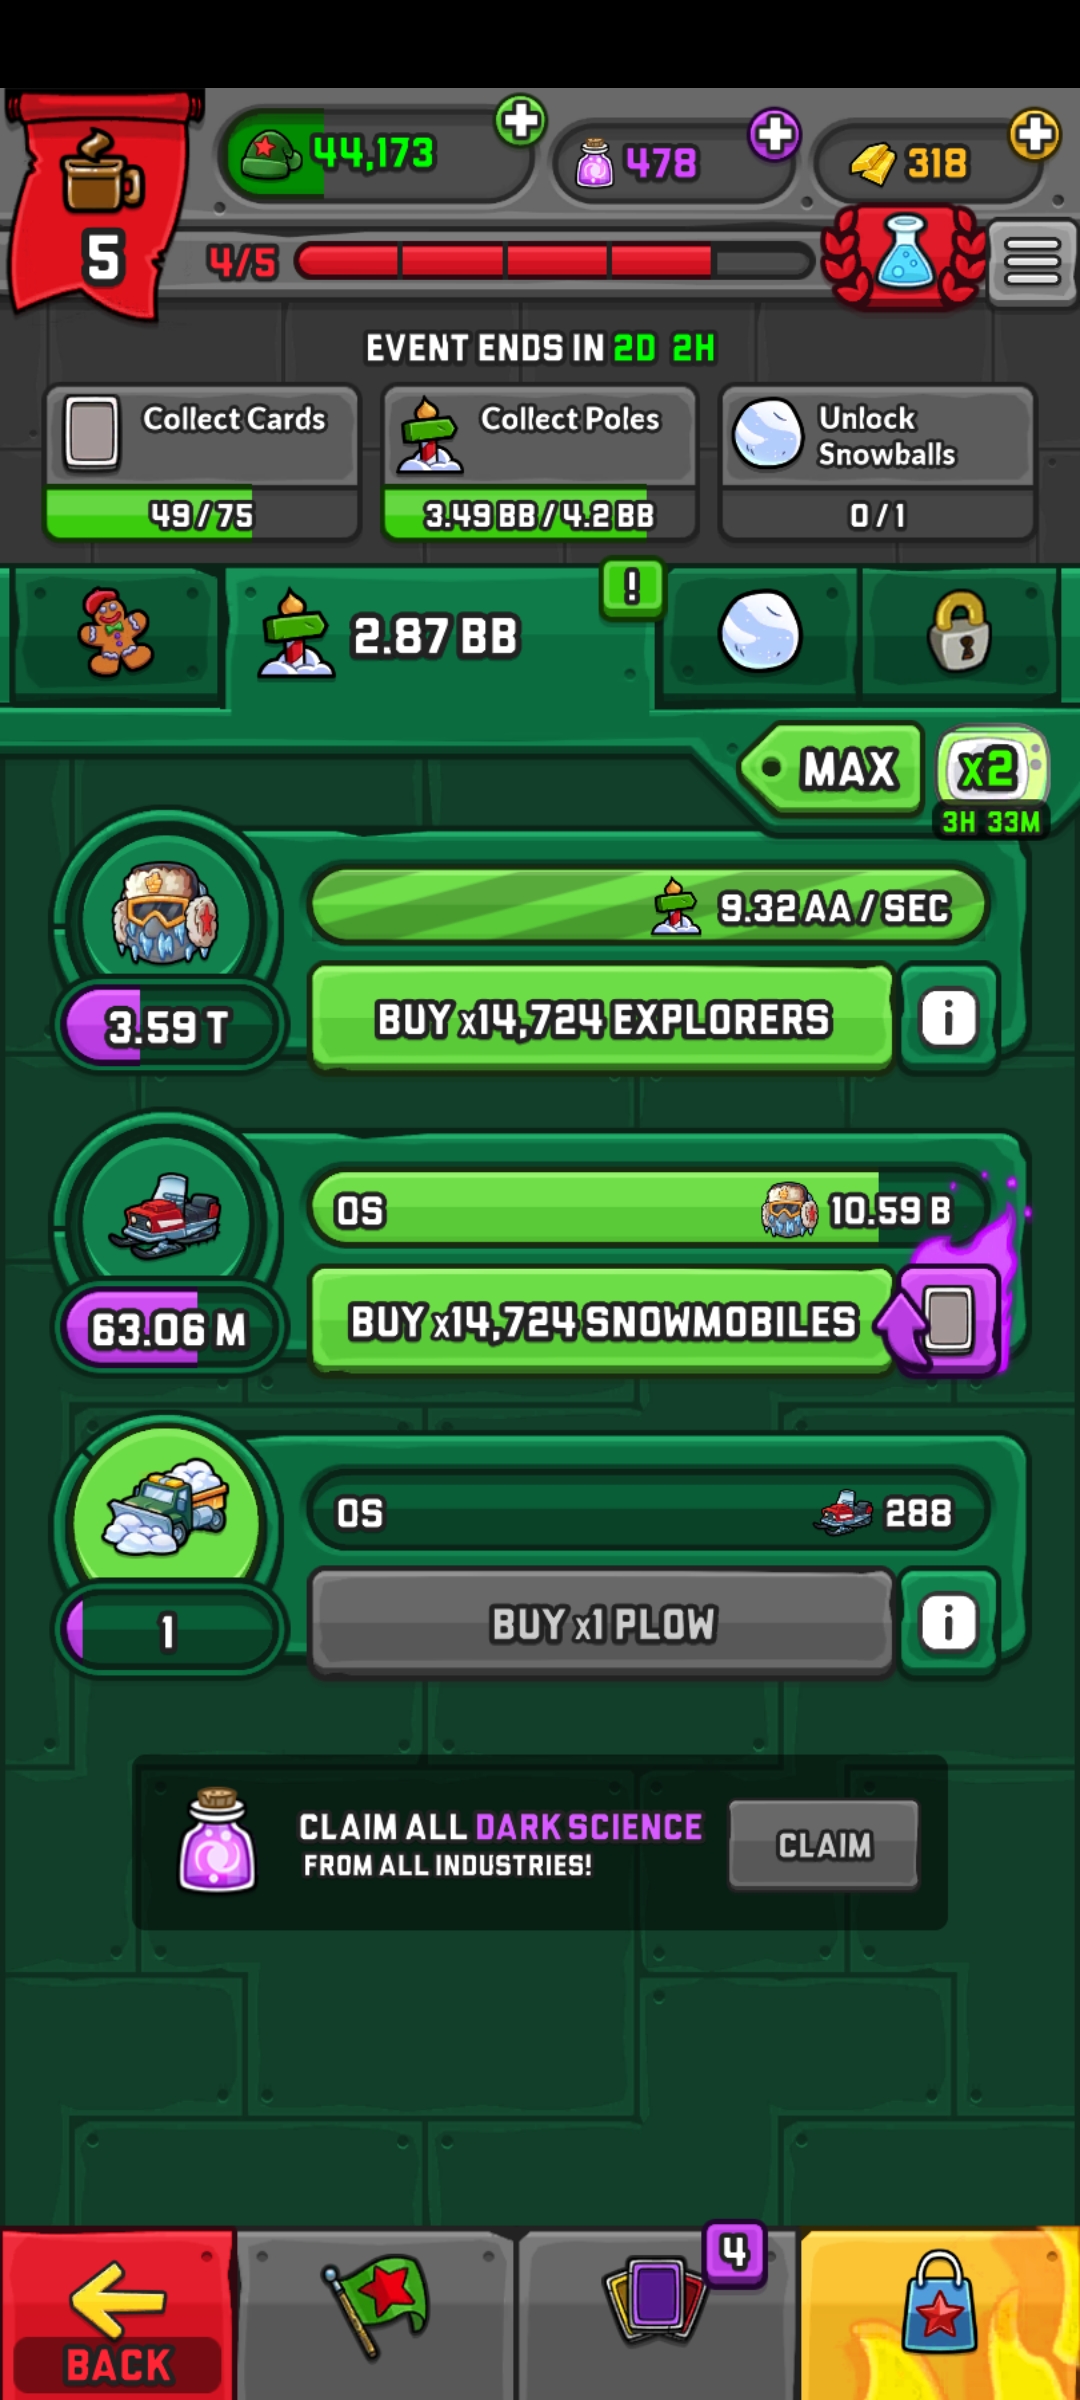 44,173
478
318
5
4/5
EVENT ENDS IN 2D 2H
Collect Cards
49/75
Collect Poles
3.49 BB/4.2 BB
Unlock
Snowballs
0/1
2.87 BB
!
MAX
x2
3H 33M
9.32 AA/SEC
3.59 T
BUY x14,724 EXPLORERS
i
0S
10.59 B
63.06 M
BUY x14,724 SNOWMOBILES
0S
288
1
BUY x1 PLOW
i
CLAIM ALL DARK SCIENCE
FROM ALL INDUSTRIES!
CLAIM
4
BACK